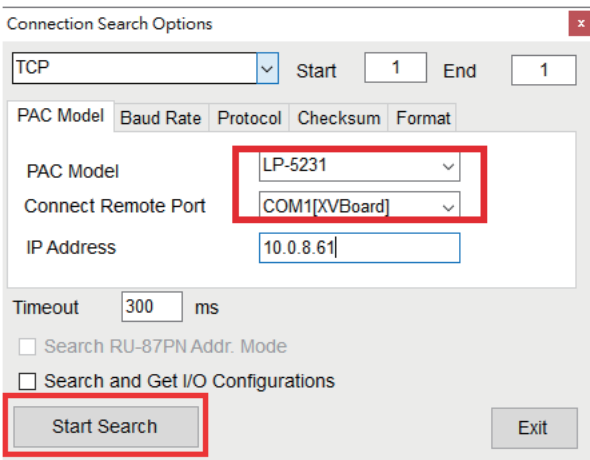 Connection Search Options x
TCP Start 1 End 1
PAC Model Baud Rate Protocol Checksum Format
PAC Model LP-5231
Connect Remote Port COM1[XVBoard]
IP Address 10.0.8.61
Timeout 300 ms
Search RU-87PN Addr. Mode
Search and Get I/O Configurations
Start Search Exit